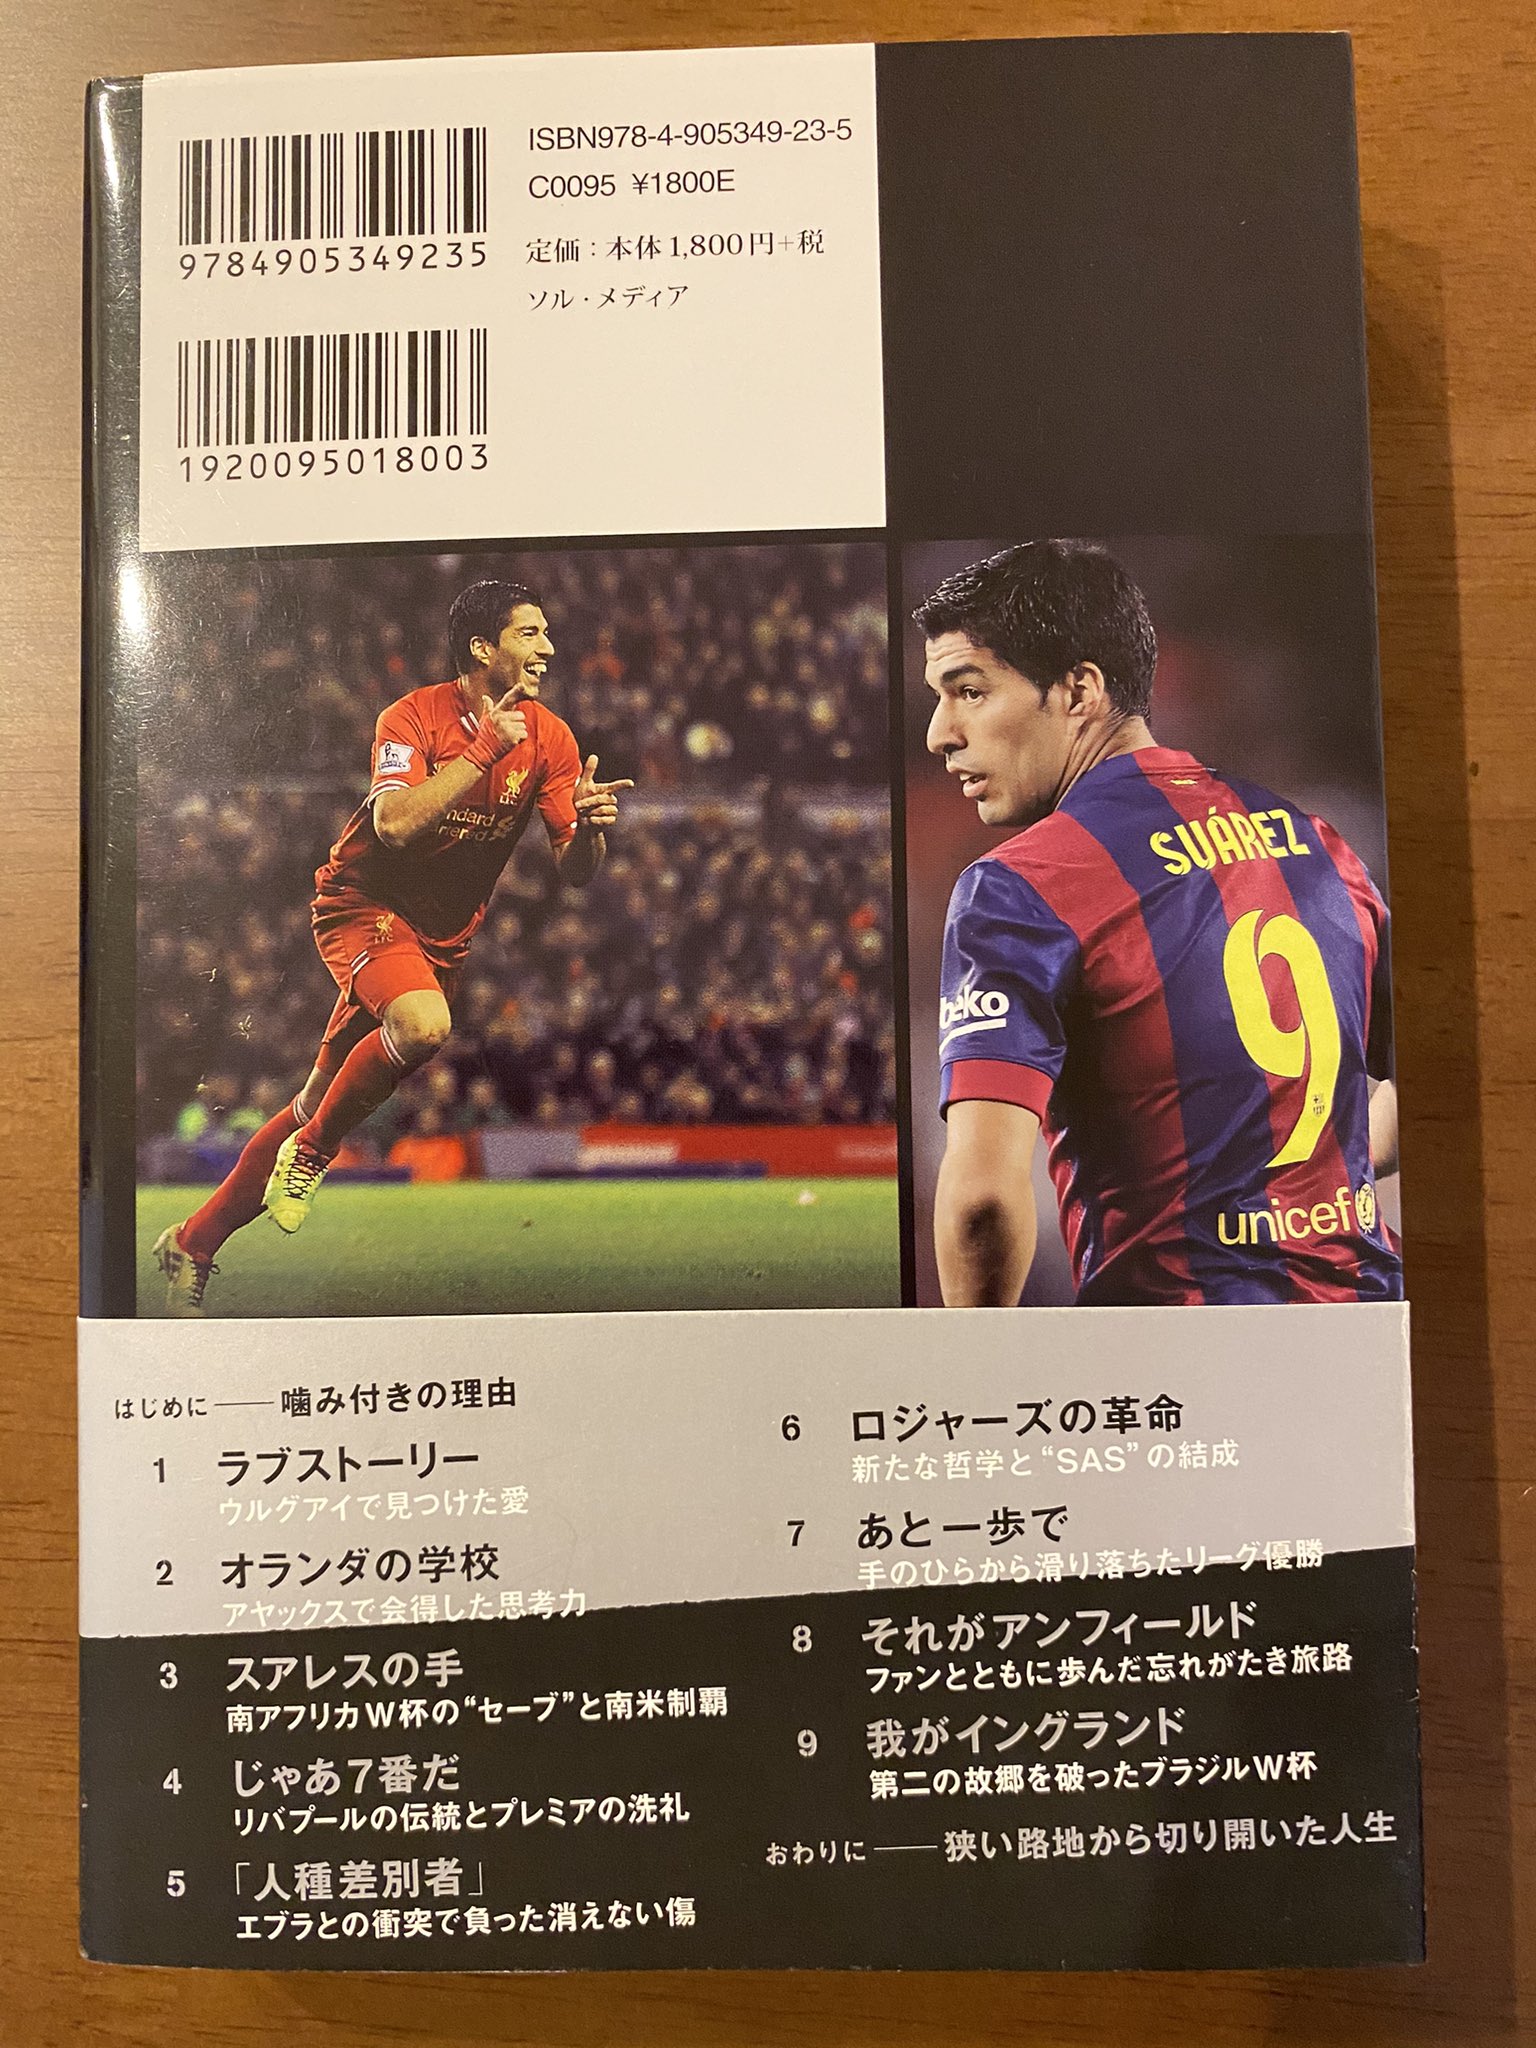 ISBN978-4-905349-23-5
C0095 ¥1800E
定価：本体1,800円+税
ソル・メディア
9784905349235
1920095018003
LFC
ndard
rtered
LFC
SUÁREZ
9
beko
unicef
はじめに――噛み付きの理由
1 ラブストーリー
ウルグアイで見つけた愛
2 オランダの学校
アヤックスで会得した思考力
3 スアレスの手
南アフリカW杯の“セーブ”と南米制覇
4 じゃあ7番だ
リバプールの伝統とプレミアの洗礼
5 「人種差別者」
エブラとの衝突で負った消えない傷
6 ロジャーズの革命
新たな哲学と“SAS”の結成
7 あと一歩で
手のひらから滑り落ちたリーグ優勝
8 それがアンフィールド
ファンとともに歩んだ忘れがたき旅路
9 我がイングランド
第二の故郷を破ったブラジルW杯
おわりに――狭い路地から切り開いた人生